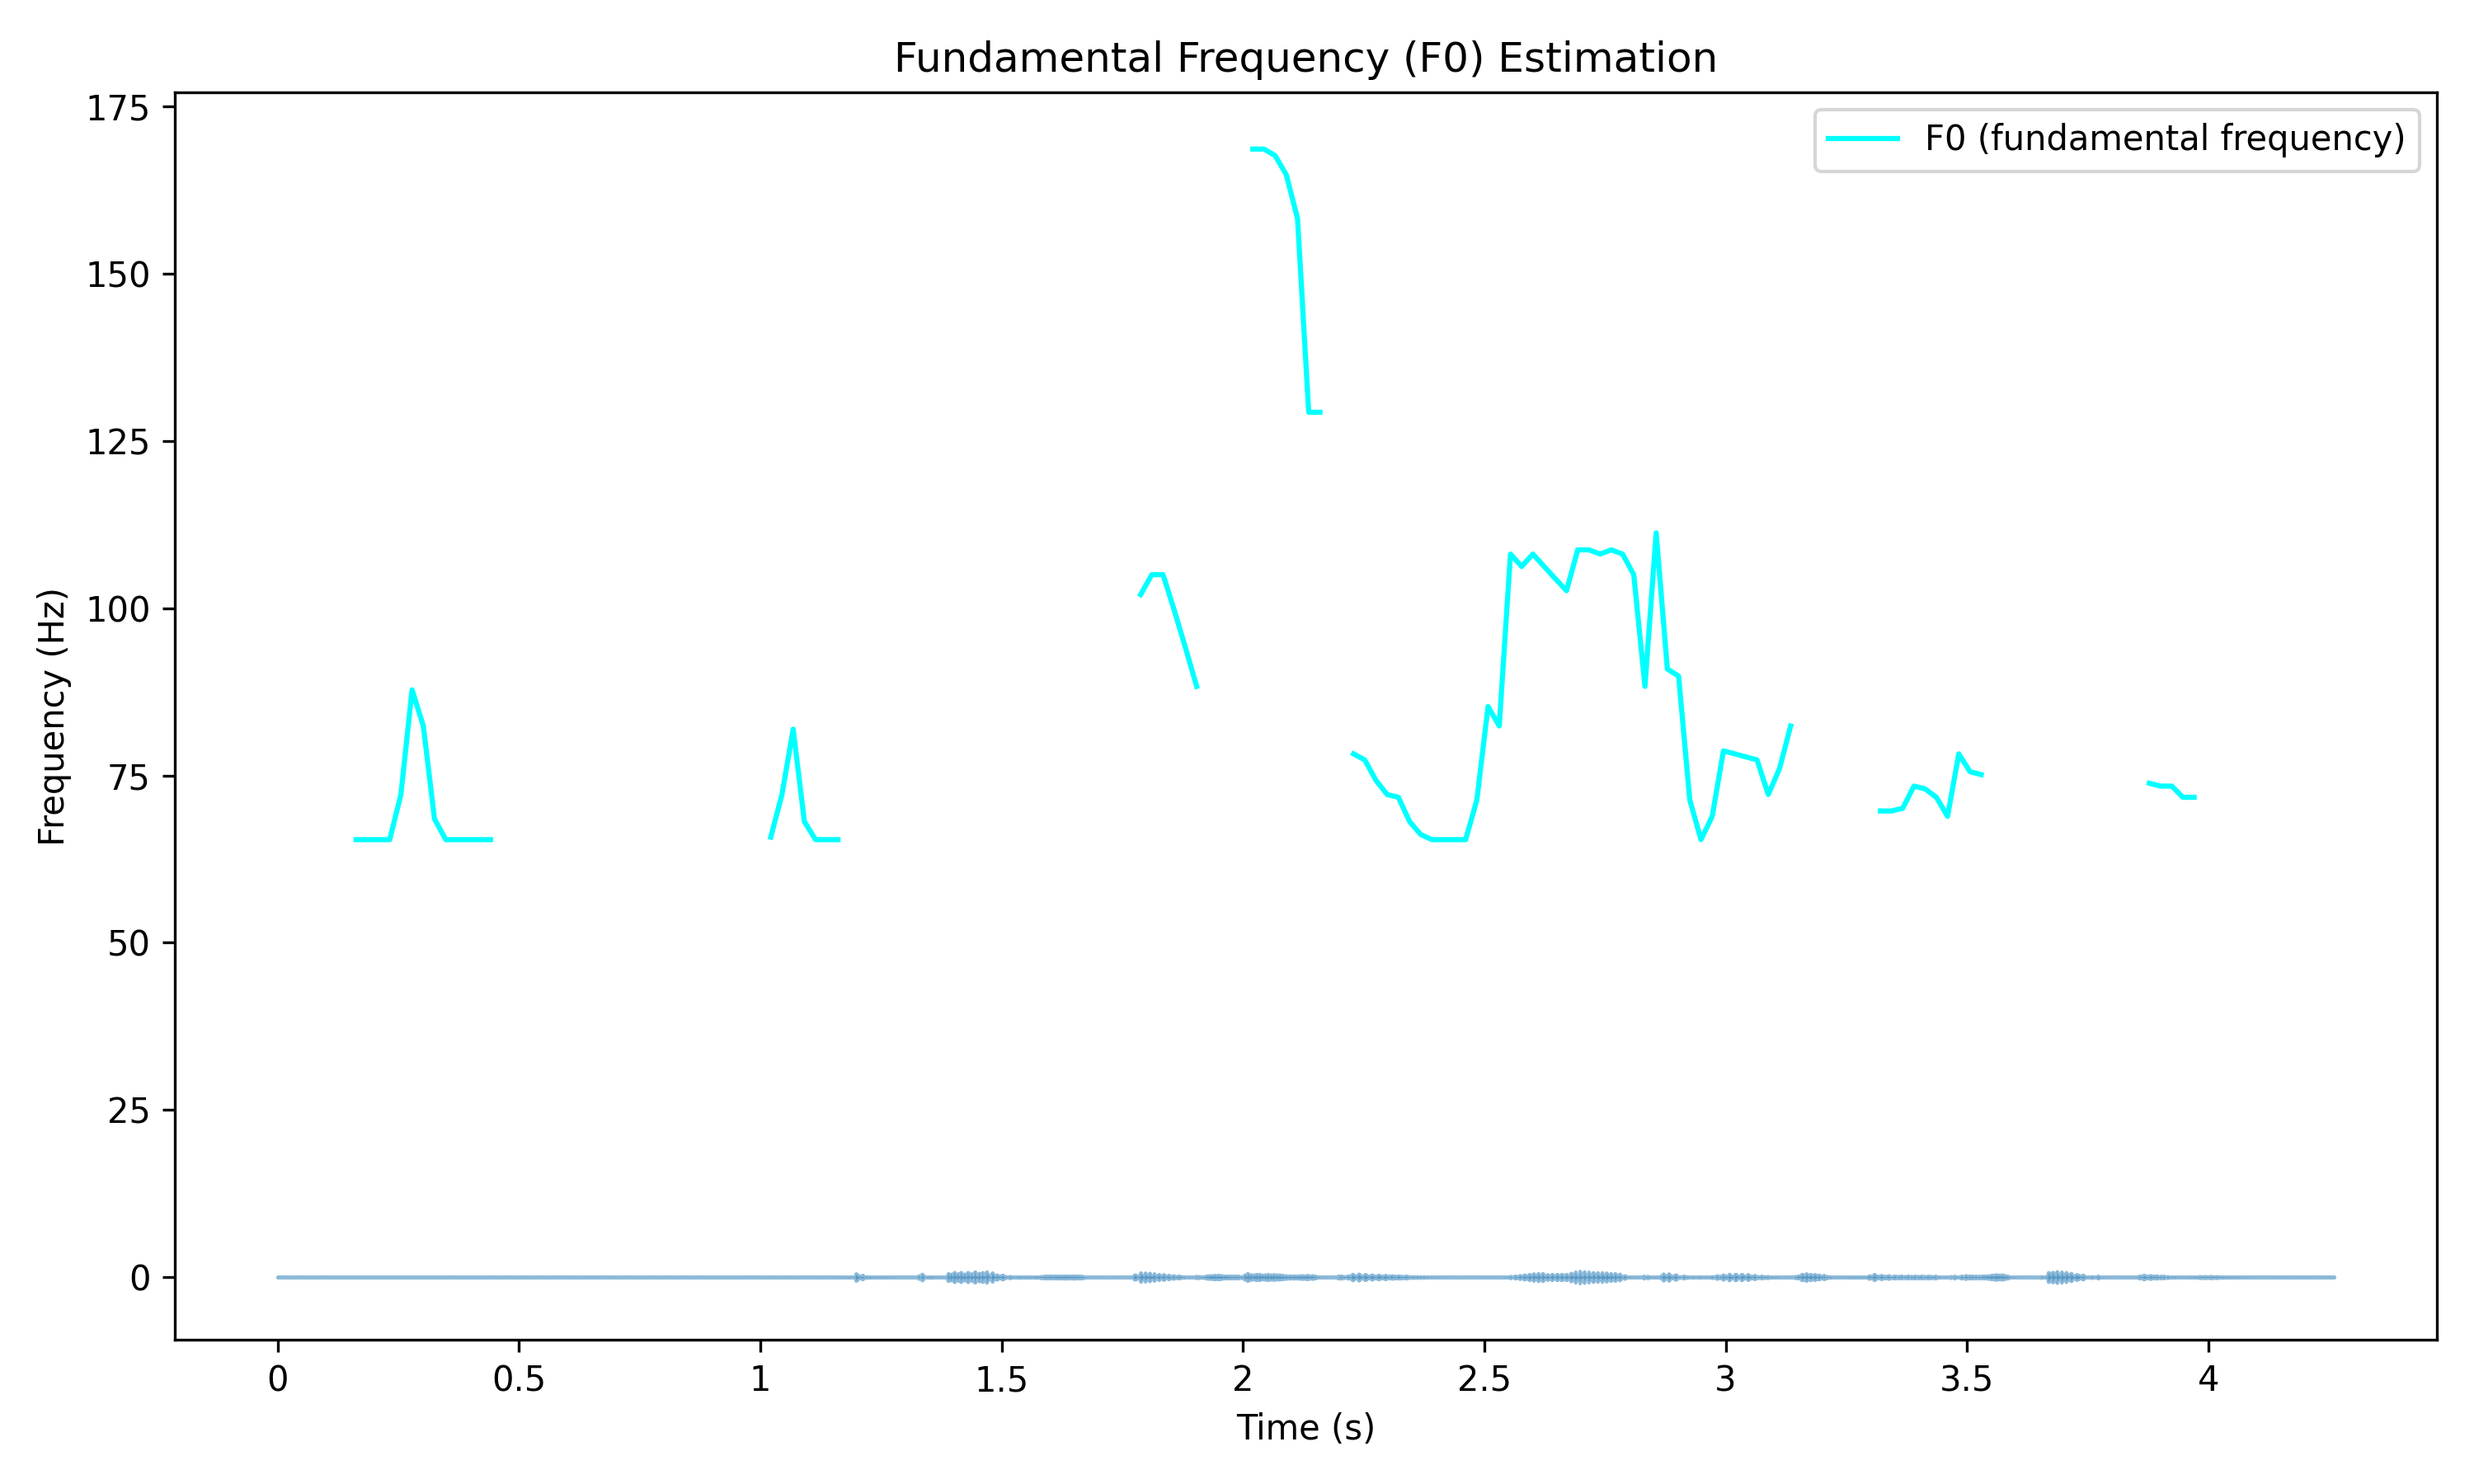 Fundamental Frequency (F0) Estimation
F0 (fundamental frequency)
Frequency (Hz)
175
150
125
100
75
50
25
0
0 0.5 1 1.5 2 2.5 3 3.5 4
Time (s)